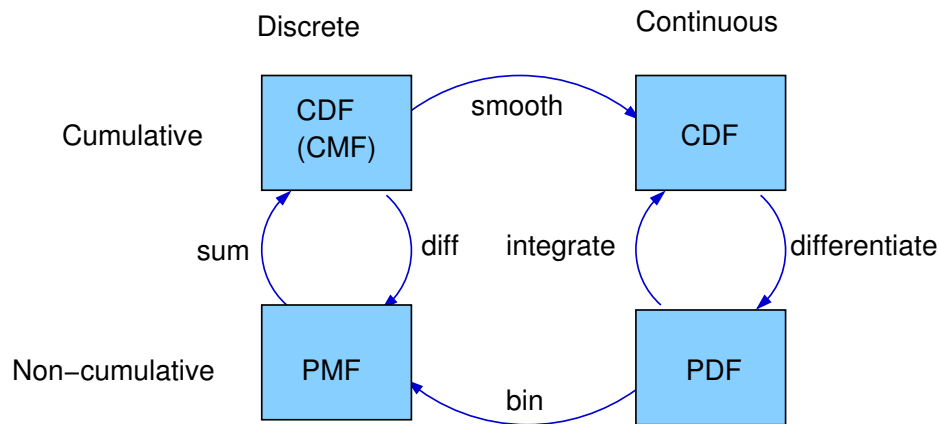 Discrete
Continuous
Cumulative
CDF
(CMF)
smooth
CDF
sum
diff
integrate
differentiate
Non−cumulative
PMF
bin
PDF